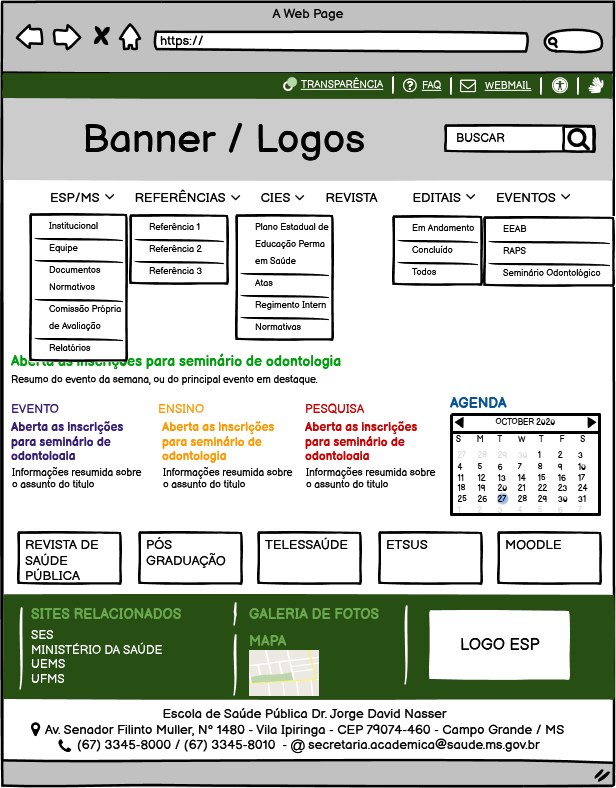 A Web Page
https://
TRANSPARÊNCIA FAQ WEBMAIL
Banner / Logos
BUSCAR
ESP/MS REFERÊNCIAS CIES REVISTA EDITAIS EVENTOS
Institucional
Equipe
Documentos
Normativos
Comissão Própria
de Avaliação
Relatórios
Referência 1
Referência 2
Referência 3
Plano Estadual de
Educação Perma
em Saúde
Atas
Regimento Intern
Normativas
Em Andamento
Concluído
Todos
EEAB
RAPS
Seminário Odontológico
Aberta as inscrições para seminário de odontologia
Resumo do evento da semana, ou do principal evento em destaque.
EVENTO
Aberta as inscrições
para seminário de
odontologia
Informações resumida sobre
o assunto do titulo
ENSINO
Aberta as inscrições
para seminário de
odontologia
Informações resumida sobre
o assunto do titulo
PESQUISA
Aberta as inscrições
para seminário de
odontologia
Informações resumida sobre
o assunto do titulo
AGENDA
OCTOBER 2020
S M T W T F S
27 28 29 30 1 2 3
4 5 6 7 8 9 10
11 12 13 14 15 16 17
18 19 20 21 22 23 24
25 26 27 28 29 30 31
1 2 3 4 5 6 7
REVISTA DE
SAÚDE
PÚBLICA
PÓS
GRADUAÇÃO
TELESSAÚDE
ETSUS
MOODLE
SITES RELACIONADOS
SES
MINISTÉRIO DA SAÚDE
UEMS
UFMS
GALERIA DE FOTOS
MAPA
LOGO ESP
Escola de Saúde Pública Dr. Jorge David Nasser
Av. Senador Filinto Muller, N° 1480 - Vila Ipiringa - CEP 79074-460 - Campo Grande / MS
(67) 3345-8000 / (67) 3345-8010 - @ secretaria.academica@saude.ms.gov.br